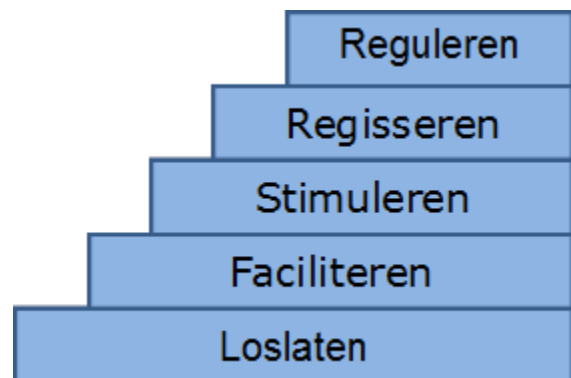 Reguleren
Regisseren
Stimuleren
Faciliteren
Loslaten